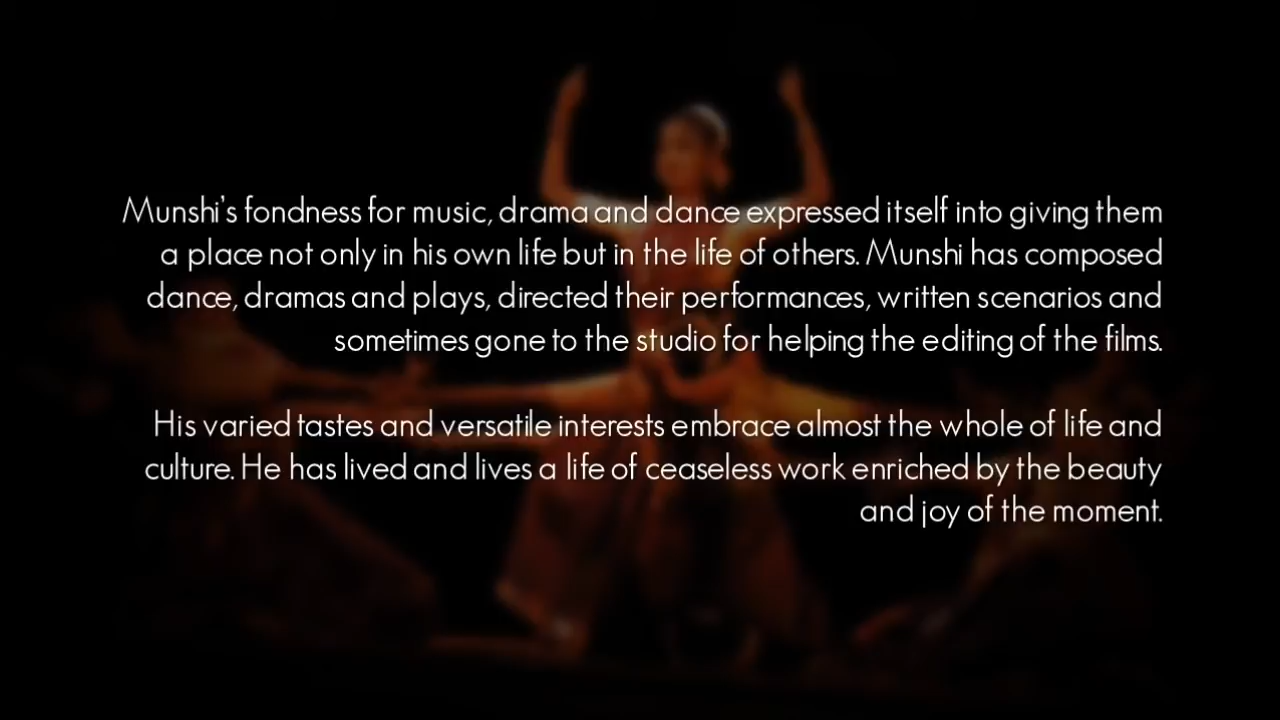 Munshi's fondness for music, drama and dance expressed itself into giving them
a place not only in his own life but in the life of others. Munshi has composed
dance, dramas and plays, directed their performances, written scenarios and
sometimes gone to the studio for helping the editing of the films.
His varied tastes and versatile interests embrace almost the whole of life and
culture. He has lived and lives a life of ceaseless work enriched by the beauty
and joy of the moment.